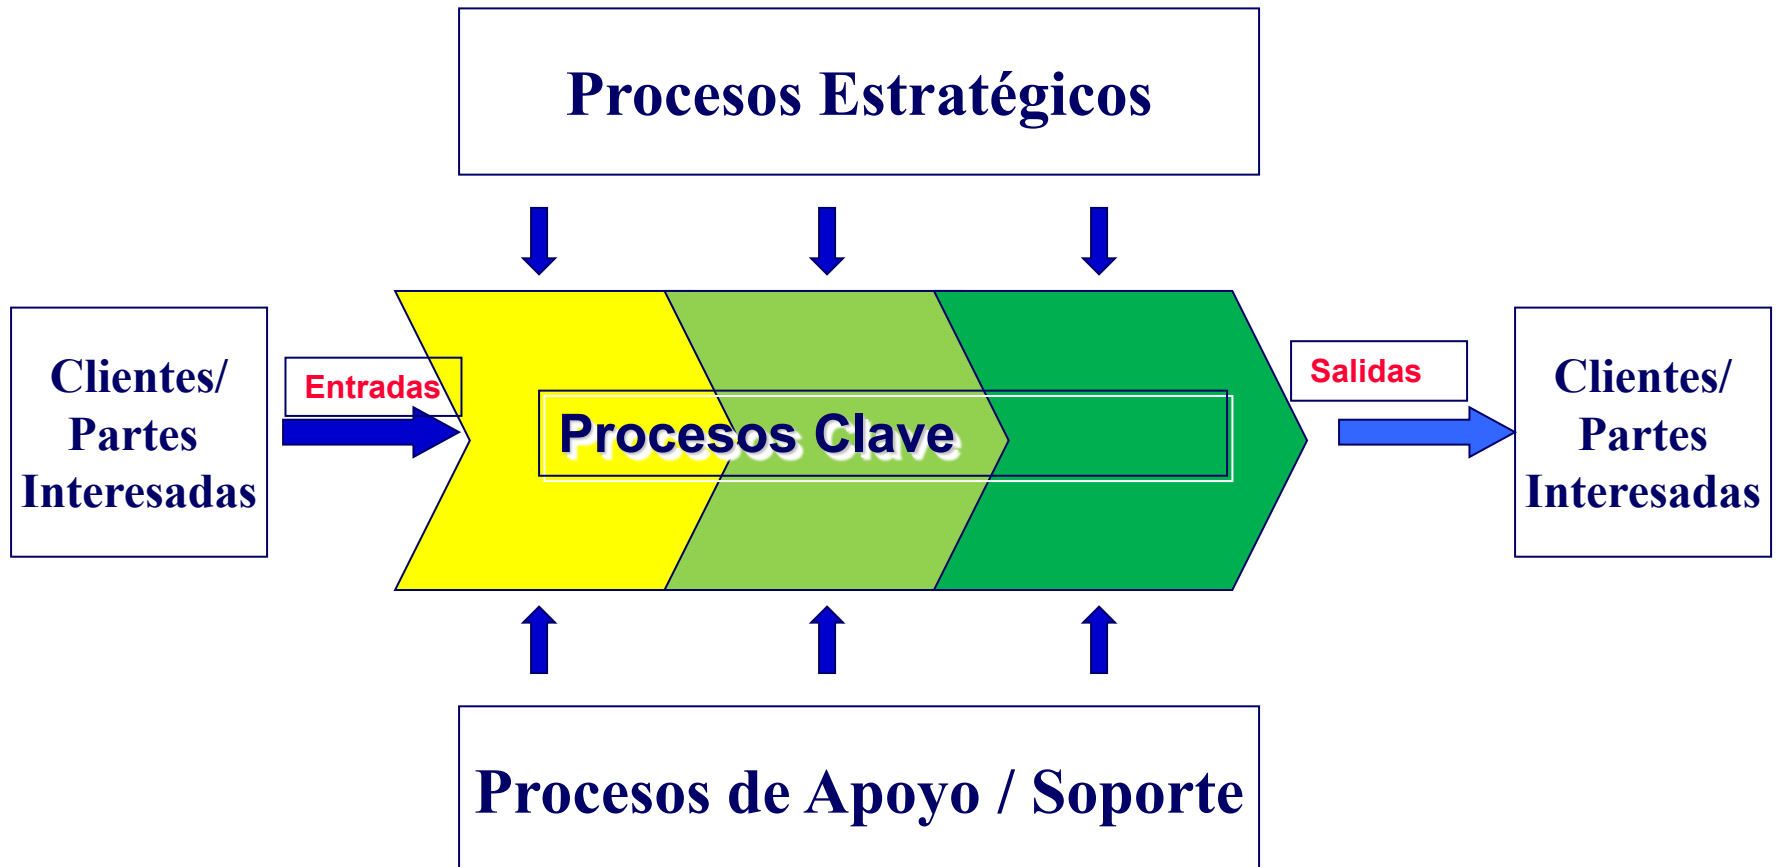 Procesos Estratégicos
Clientes/
Partes
Interesadas
Entradas
Procesos Clave
Salidas
Clientes/
Partes
Interesadas
Procesos de Apoyo / Soporte